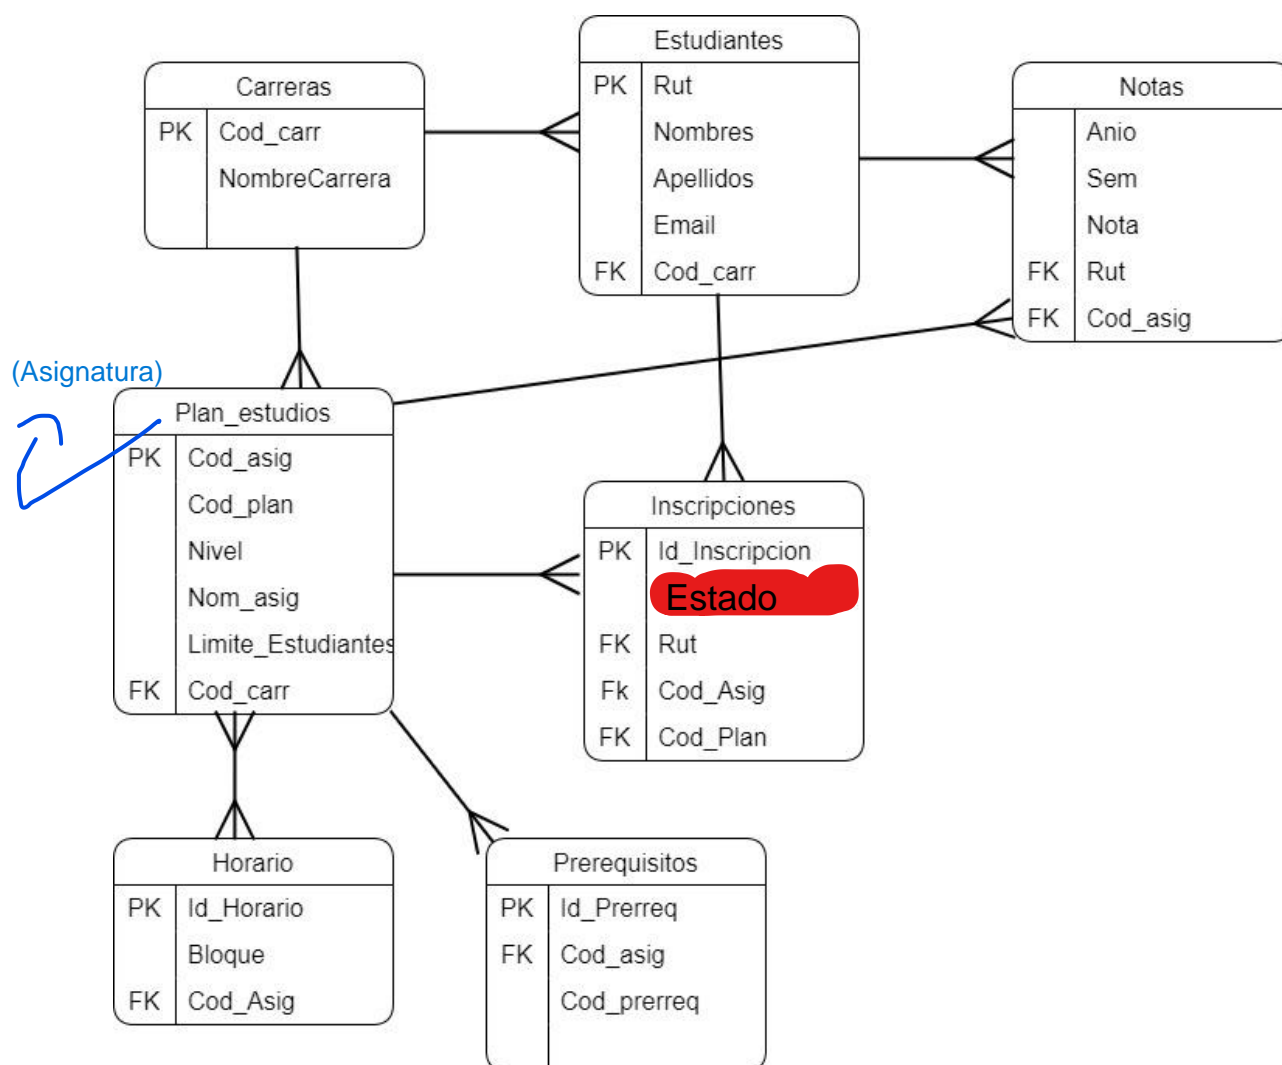 Estudiantes
PK Rut
Nombres
Apellidos
Email
FK Cod_carr
Carreras
PK Cod_carr
NombreCarrera
Notas
Anio
Sem
Nota
FK Rut
FK Cod_asig
(Asignatura)
Plan_estudios
PK Cod_asig
Cod_plan
Nivel
Nom_asig
Limite_Estudiantes
FK Cod_carr
Inscripciones
PK Id_Inscripcion
Estado
FK Rut
Fk Cod_Asig
FK Cod_Plan
Horario
PK Id_Horario
Bloque
FK Cod_Asig
Prerequisitos
PK Id_Prerreq
FK Cod_asig
Cod_prerreq